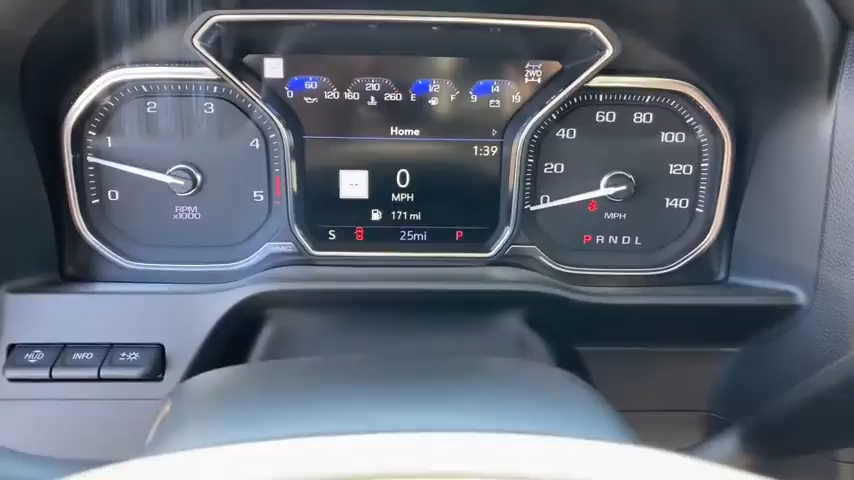 0 60 120
160 210 260
E 1/2 F
9 14 19
2WD
Home
1:39
--
0
MPH
171 mi
S 25mi P
0 1 2 3 4 5
RPM
x1000
0 20 40 60 80 100 120 140
MPH
PRNDL
HUD
INFO